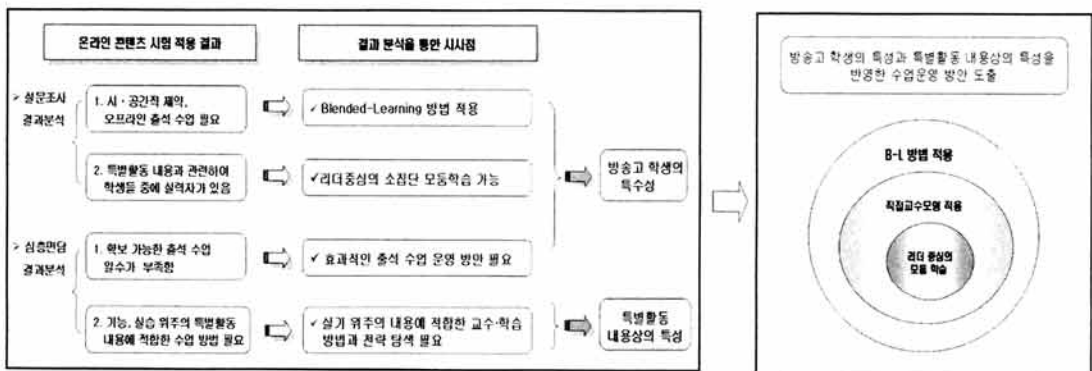 온라인 콘텐츠 시험 적용 결과
결과 분석을 통한 시사점
➢ 설문조사
결과분석
1. 시·공간적 제약,
오프라인 출석 수업 필요
✓ Blended-Learning 방법 적용
2. 특별활동 내용과 관련하여
학생들 중에 실력자가 있음
✓리더중심의 소집단 모둠학습 가능
방송고 학생의
특수성
➢ 심층면담
결과분석
1. 확보 가능한 출석 수업
일수가 부족함
✓ 효과적인 출석 수업 운영 방안 필요
2. 기능, 실습 위주의 특별활동
내용에 적합한 수업 방법 필요
✓ 실기 위주의 내용에 적합한 교수·학습
방법과 전략 탐색 필요
특별활동
내용상의 특성
방송고 학생의 특성과 특별활동 내용상의 특성을
반영한 수업운영 방안 도출
B-L 방법 적용
직접교수모형 적용
리더 중심의
모둠 학습